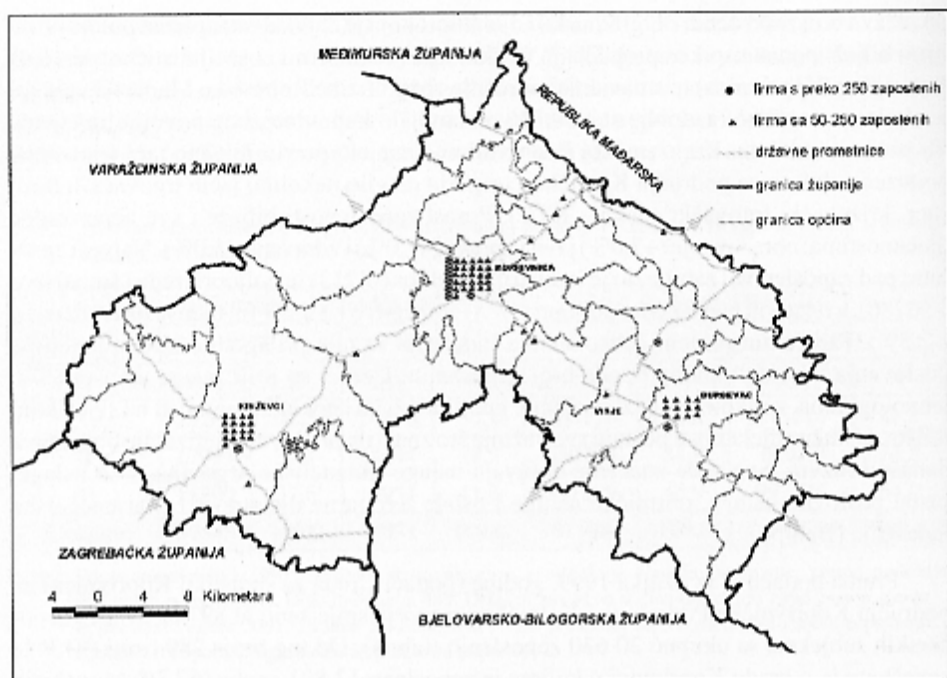 MEĐIMURSKA ŽUPANIJA
REPUBLIKA MAĐARSKA
firma s preko 250 zaposlenih
firma sa 50-250 zaposlenih
državne prometnice
granica županije
granica općina
VARAŽDINSKA ŽUPANIJA
KOPRIVNICA
KRIŽEVCI
VIRJE
ĐURĐEVAC
ZAGREBAČKA ŽUPANIJA
4 0 4 8 Kilometara
BJELOVARSKO-BILOGORSKA ŽUPANIJA